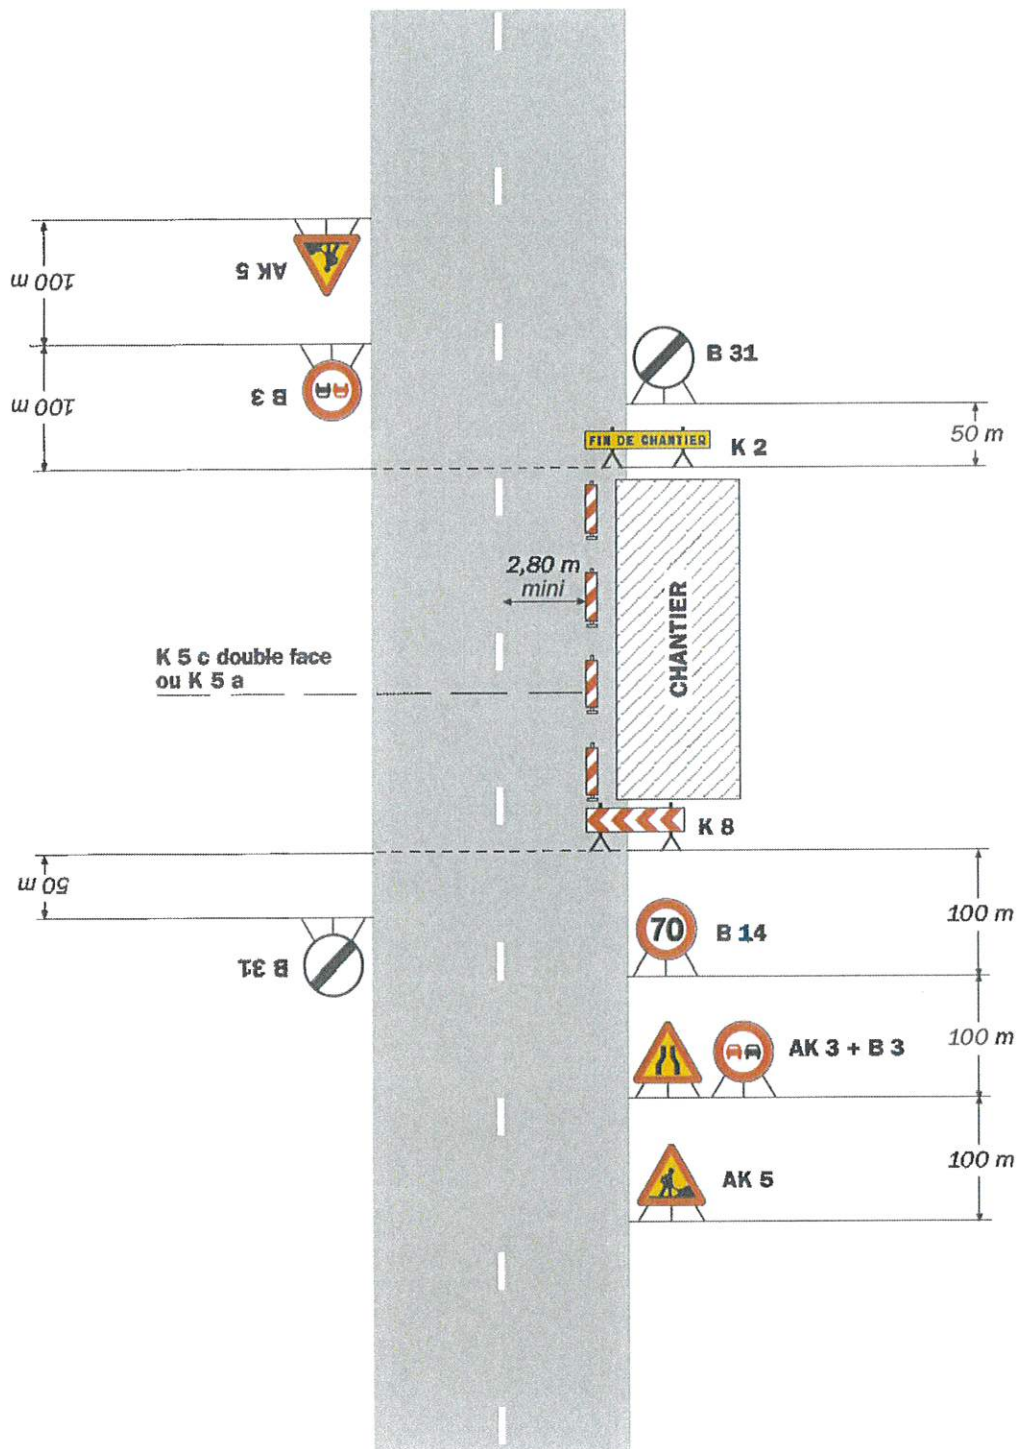 AK 5
100 m
B 3
100 m
B 31
50 m
FIN DE CHANTIER
K 2
2,80 m
mini
CHANTIER
K 5 c double face
ou K 5 a
K 8
50 m
B 31
100 m
70
B 14
100 m
AK 3 + B 3
100 m
AK 5